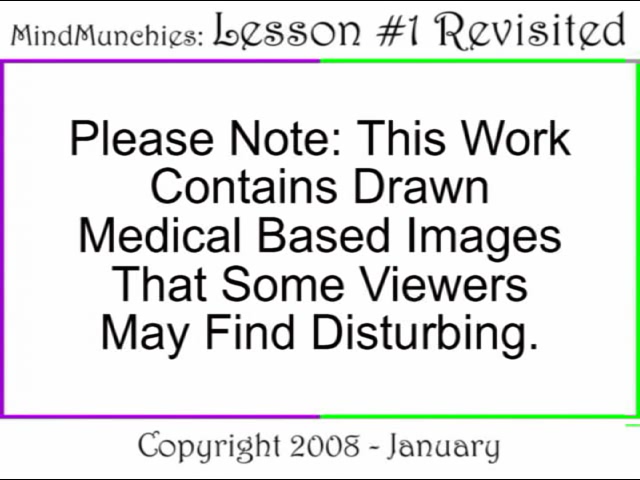 MindMunchies: Lesson #1 Revisited
Please Note: This Work
Contains Drawn
Medical Based Images
That Some Viewers
May Find Disturbing.
Copyright 2008 - January